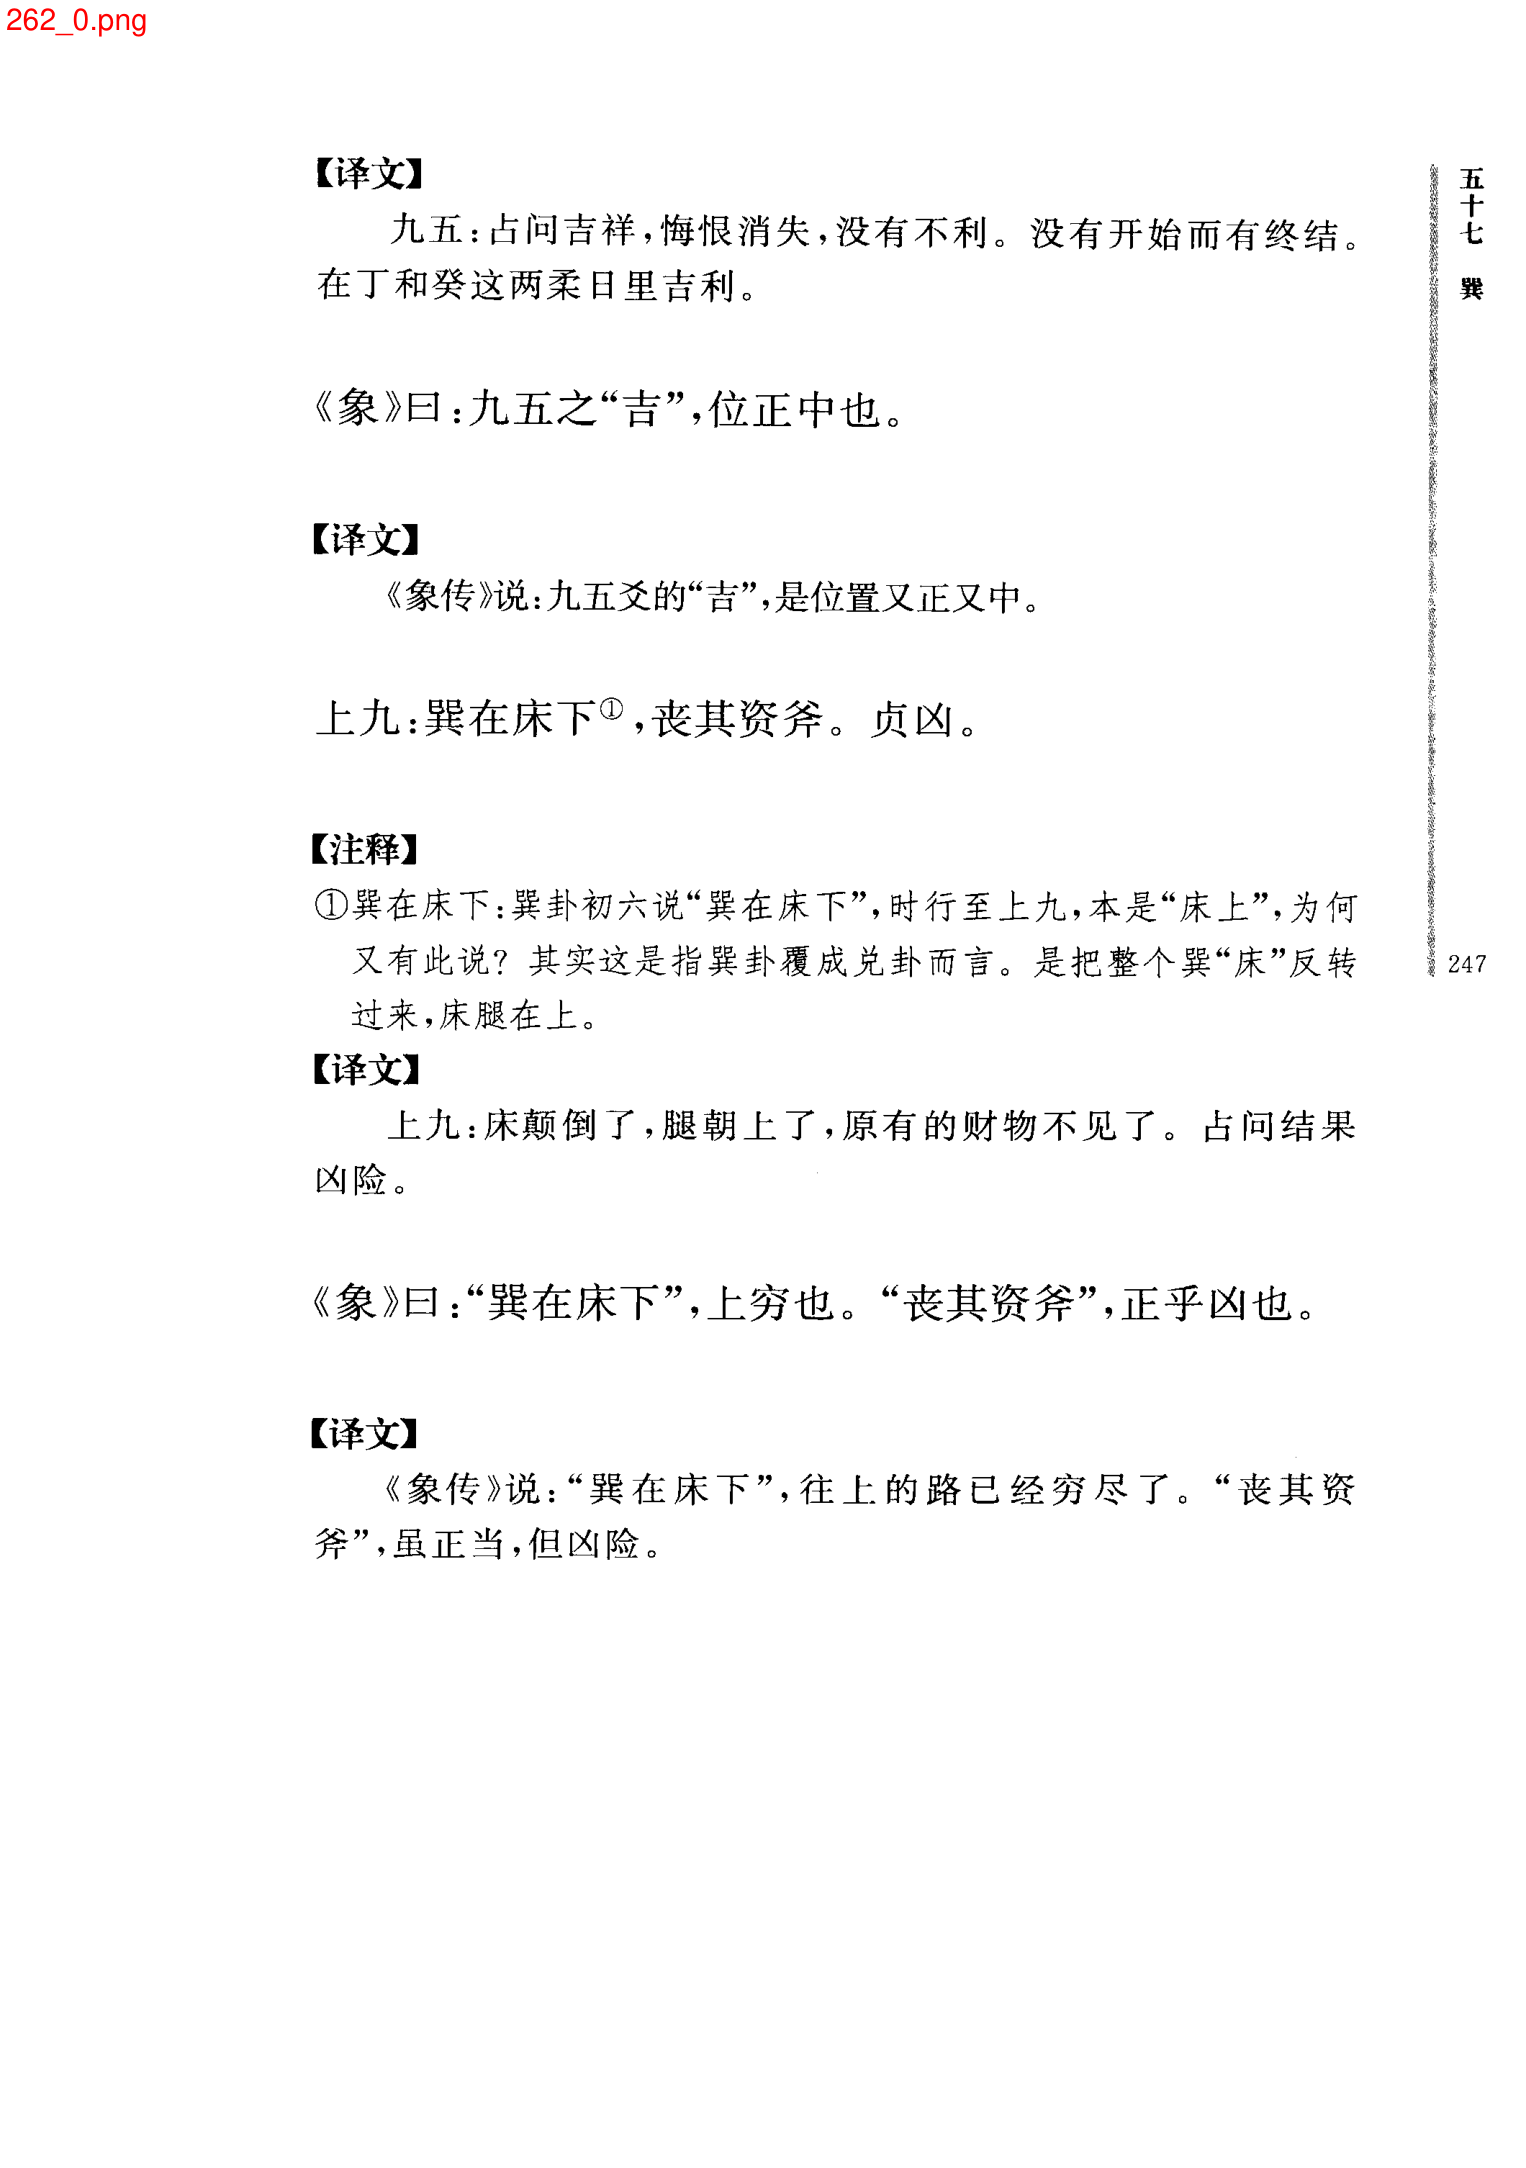 262_0.png
【译文】
九五:占问吉祥,悔恨消失,没有不利。没有开始而有终结。
在丁和癸这两柔日里吉利。
《象》曰:九五之“吉”,位正中也。
【译文】
《象传》说:九五爻的“吉”,是位置又正又中。
上九:巽在床下①,丧其资斧。贞凶。
【注释】
①巽在床下:巽卦初六说“巽在床下”,时行至上九,本是“床上”,为何
又有此说?其实这是指巽卦覆成兑卦而言。是把整个巽“床”反转
过来,床腿在上。
【译文】
上九:床颠倒了,腿朝上了,原有的财物不见了。占问结果
凶险。
《象》曰:“巽在床下”,上穷也。“丧其资斧”,正乎凶也。
【译文】
《象传》说:“巽在床下”,往上的路已经穷尽了。“丧其资
斧”,虽正当,但凶险。
五十七 巽
247